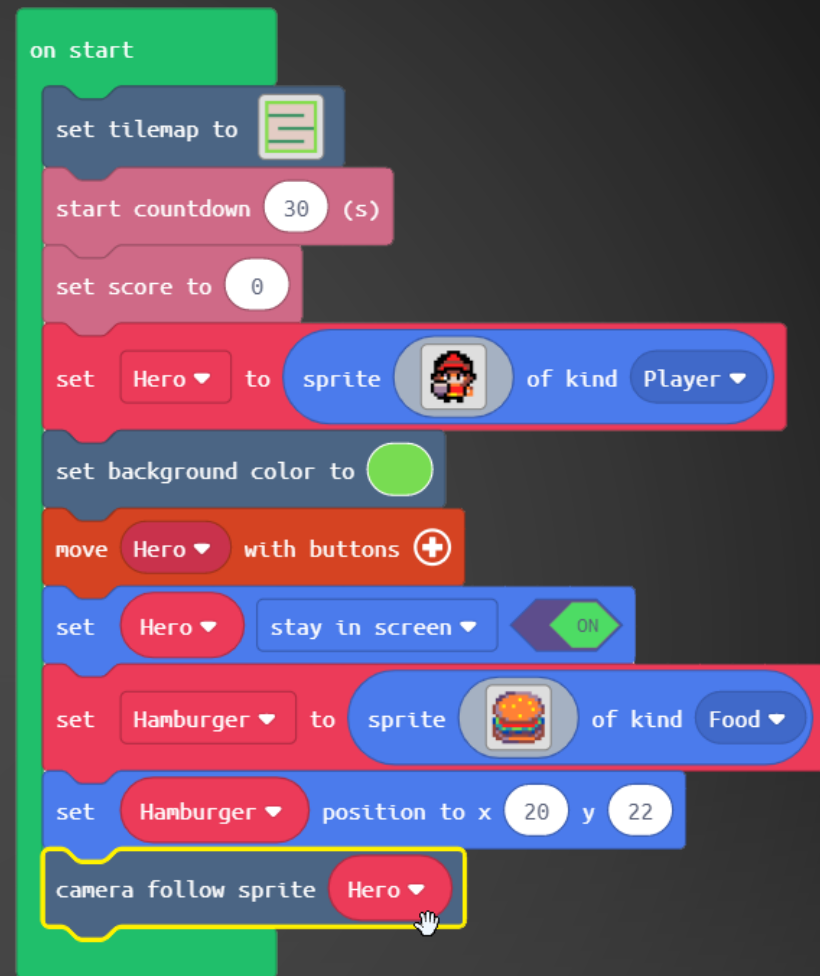 on start
set tilemap to
start countdown 30 (s)
set score to 0
set Hero to sprite of kind Player
set background color to
move Hero with buttons
set Hero stay in screen ON
set Hamburger to sprite of kind Food
set Hamburger position to x 20 y 22
camera follow sprite Hero